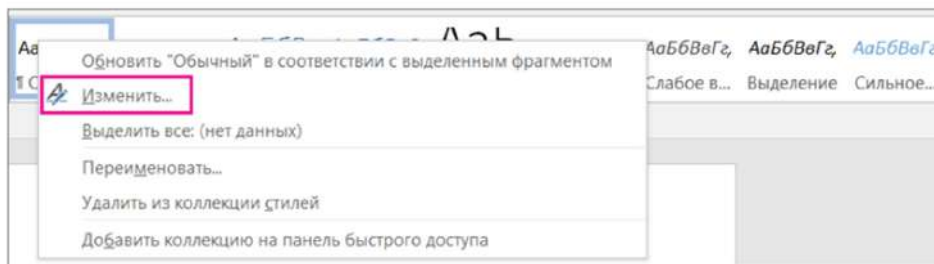 Обновить "Обычный" в соответствии с выделенным фрагментом
Изменить...
Выделить все: (нет данных)
Переименовать...
Удалить из коллекции стилей
Добавить коллекцию на панель быстрого доступа
АаБбВвГг, АаБбВвГг, АаБбВвГг
Слабое в... Выделение Сильное...